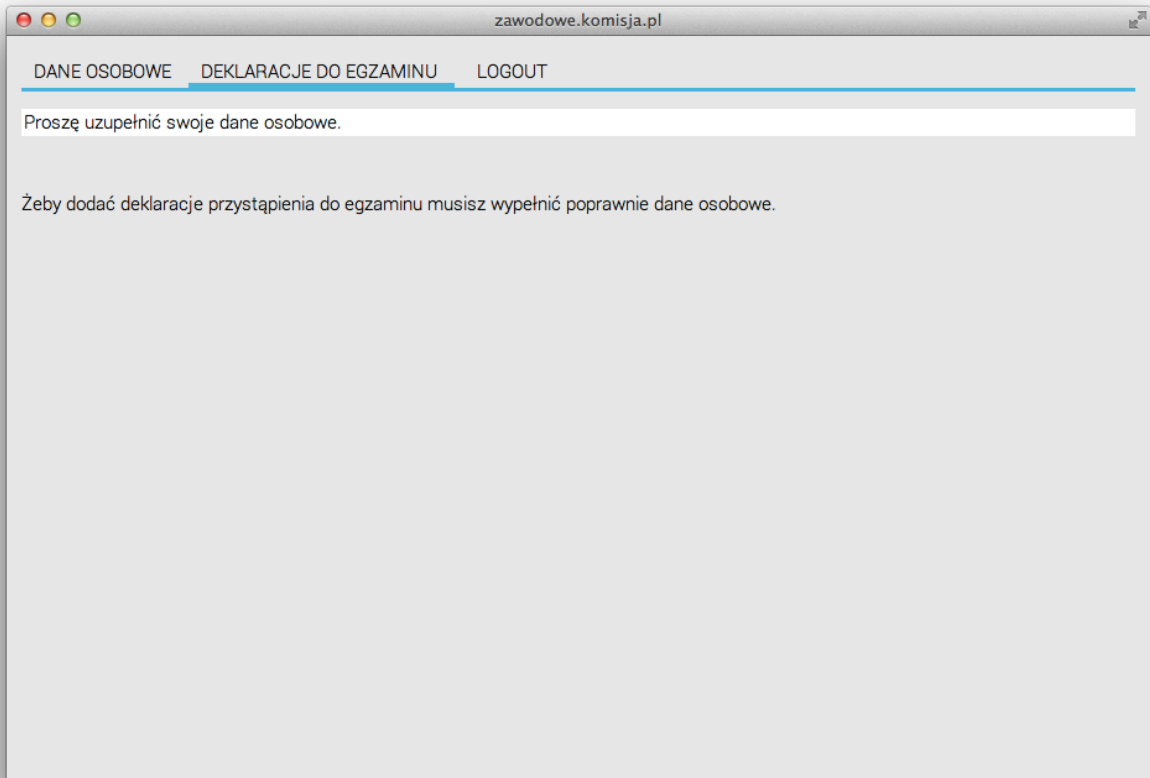 zawodowe.komisja.pl
DANE OSOBOWE DEKLARACJE DO EGZAMINU LOGOUT
Proszę uzupełnić swoje dane osobowe.
Żeby dodać deklaracje przystąpienia do egzaminu musisz wypełnić poprawnie dane osobowe.